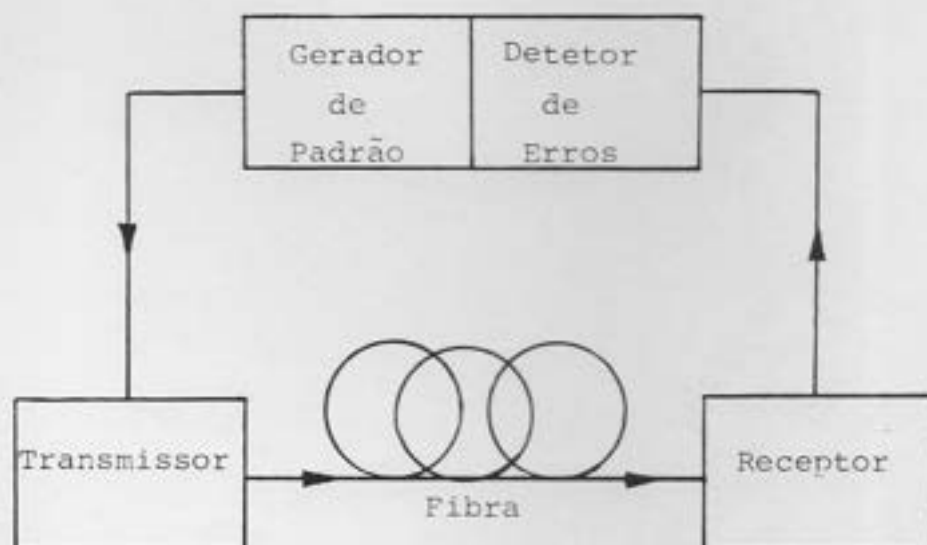 Gerador
de
Padrão
Detetor
de
Erros
Transmissor
Receptor
Fibra